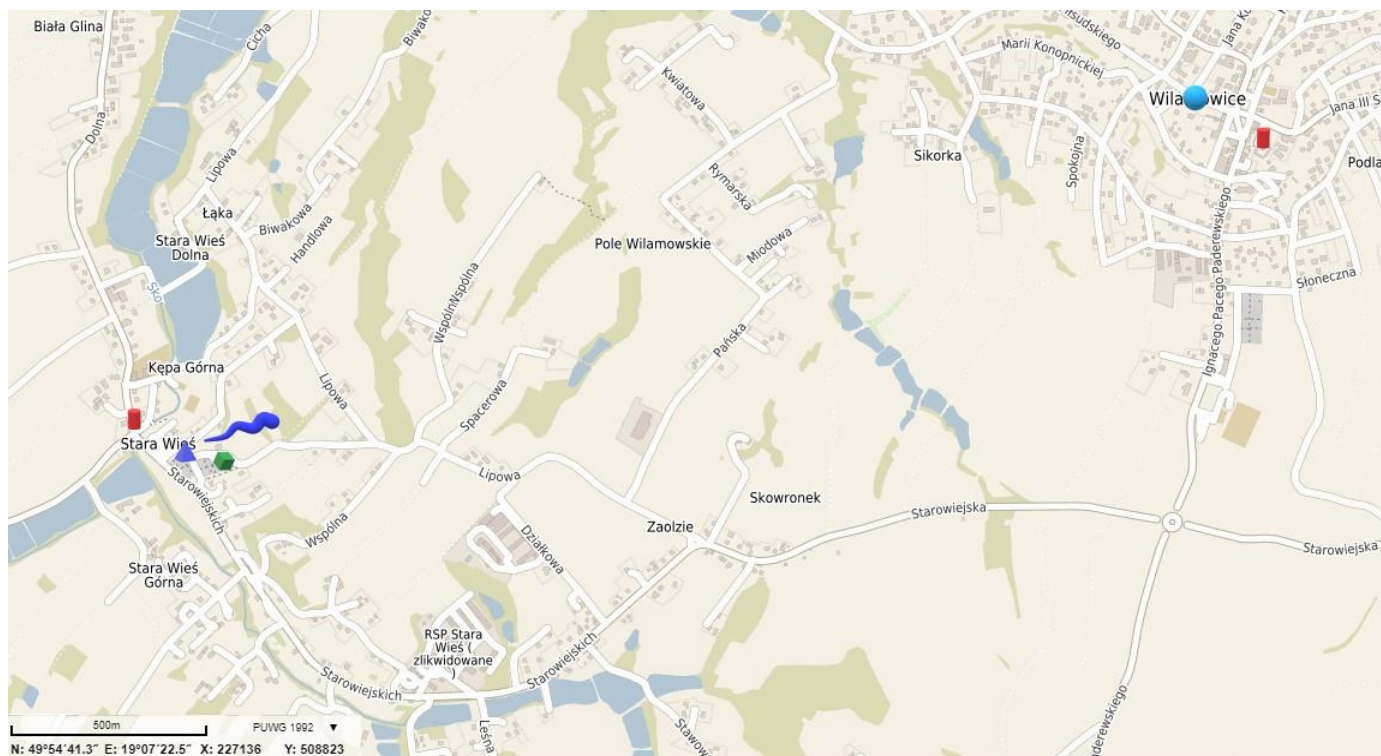 Biała Glina
Cicha
Biwako
Dolna
Lipowa
Łąka
Biwakowa
Handlowa
Stara Wieś
Dolna
Kępa Górna
Lipowa
Stara Wieś
Starowiejskich
Stara Wieś
Górna
Wspólna
Wspólna
Spacerowa
Lipowa
Działkowa
RSP Stara
Wieś (
zlikwidowane
)
Starowiejskich
Starowiejskich
Leśna
Stawow
Kwiatowa
Rymarska
Pole Wilamowskie
Miodowa
Pańska
Zaolzie
Skowronek
Starowiejska
Starowiejska
Sikorka
Marii Konopnickiej
Spokojna
Jana III S
Podla
Ignacego Pacego Paderewskiego
Słoneczna
aderewskiego
500m
PUWG 1992 ▼
N: 49°54′41.3″ E: 19°07′22.5″ X: 227136 Y: 508823